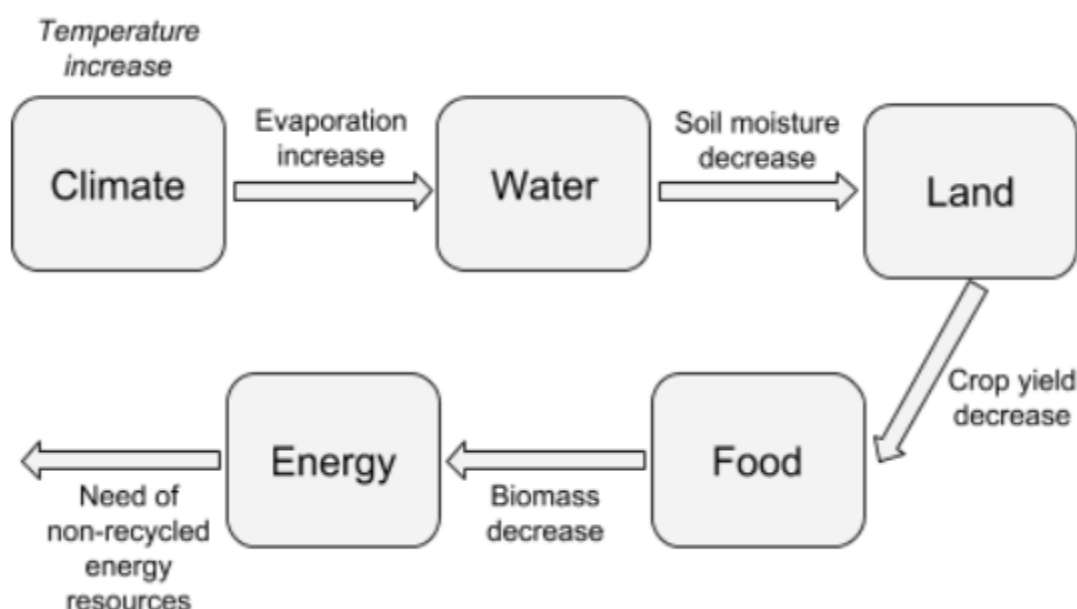 Temperature
increase
Climate
Evaporation
increase
Water
Soil moisture
decrease
Land
Crop yield
decrease
Food
Biomass
decrease
Energy
Need of
non-recycled
energy
resources